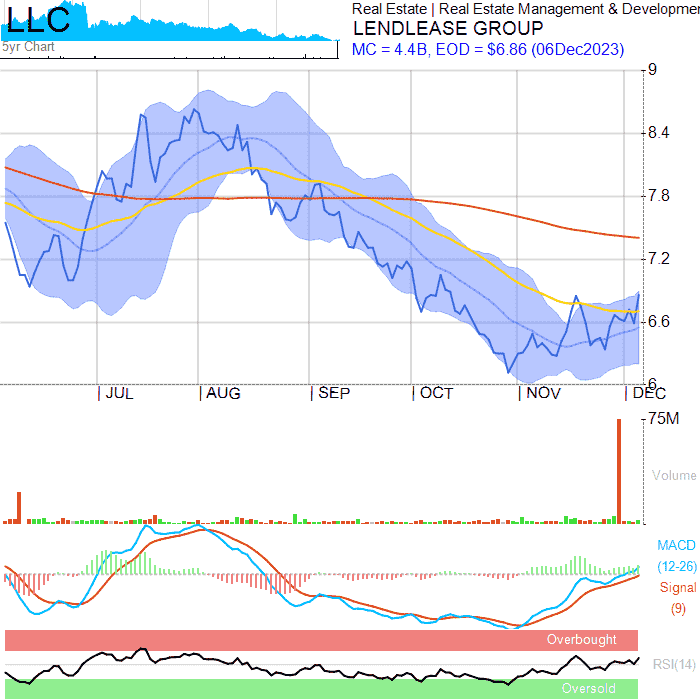 LLC
5yr Chart
Real Estate | Real Estate Management & Developmen
LENDLEASE GROUP
MC = 4.4B, EOD = $6.86 (06Dec2023)
9
8.4
7.8
7.2
6.6
6
JUL AUG SEP OCT NOV DEC
75M
Volume
MACD
(12-26)
Signal
(9)
Overbought
RSI(14)
Oversold